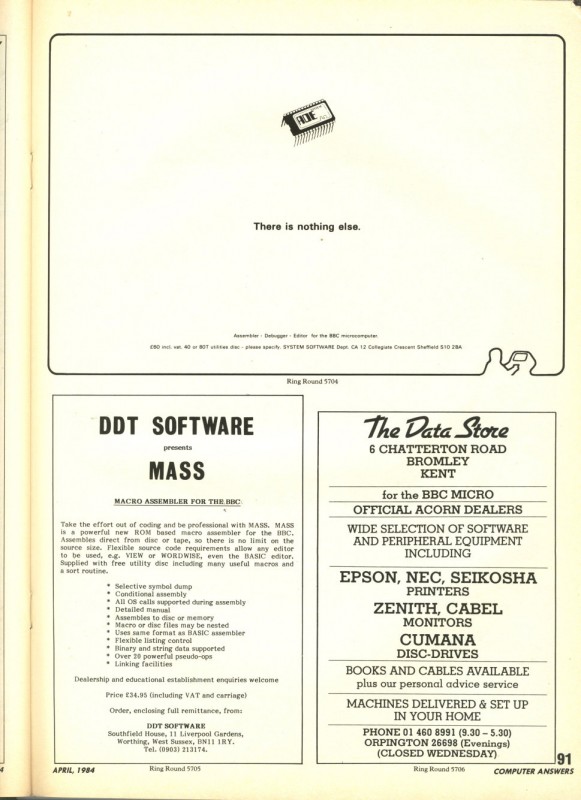 ADE
There is nothing else.
Assembler - Debugger - Editor for the BBC microcomputer.
£60 incl. vat. 40 or 80T utilities disc - please specify. SYSTEM SOFTWARE Dept. CA 12 Collegiate Crescent Sheffield S10 2BA
Ring Round 5704
DDT SOFTWARE
presents
MASS
MACRO ASSEMBLER FOR THE BBC
Take the effort out of coding and be professional with MASS. MASS
is a powerful new ROM based macro assembler for the BBC.
Assembles direct from disc or tape, so there is no limit on the
source size. Flexible source code requirements allow any editor
to be used, e.g. VIEW or WORDWISE, even the BASIC editor.
Supplied with free utility disc including many useful macros and
a sort routine.
* Selective symbol dump
* Conditional assembly
* All OS calls supported during assembly
* Detailed manual
* Assembles to disc or memory
* Macro or disc files may be nested
* Uses same format as BASIC assembler
* Flexible listing control
* Binary and string data supported
* Over 20 powerful pseudo-ops
* Linking facilities
Dealership and educational establishment enquiries welcome
Price £34.95 (including VAT and carriage)
Order, enclosing full remittance, from:
DDT SOFTWARE
Southfield House, 11 Liverpool Gardens,
Worthing, West Sussex, BN11 1RY.
Tel. (0903) 213174.
Ring Round 5705
The Data Store
6 CHATTERTON ROAD
BROMLEY
KENT
for the BBC MICRO
OFFICIAL ACORN DEALERS
WIDE SELECTION OF SOFTWARE
AND PERIPHERAL EQUIPMENT
INCLUDING
EPSON, NEC, SEIKOSHA
PRINTERS
ZENITH, CABEL
MONITORS
CUMANA
DISC-DRIVES
BOOKS AND CABLES AVAILABLE
plus our personal advice service
MACHINES DELIVERED & SET UP
IN YOUR HOME
PHONE 01 460 8991 (9.30 – 5.30)
ORPINGTON 26698 (Evenings)
(CLOSED WEDNESDAY)
Ring Round 5706
APRIL, 1984
91
COMPUTER ANSWERS